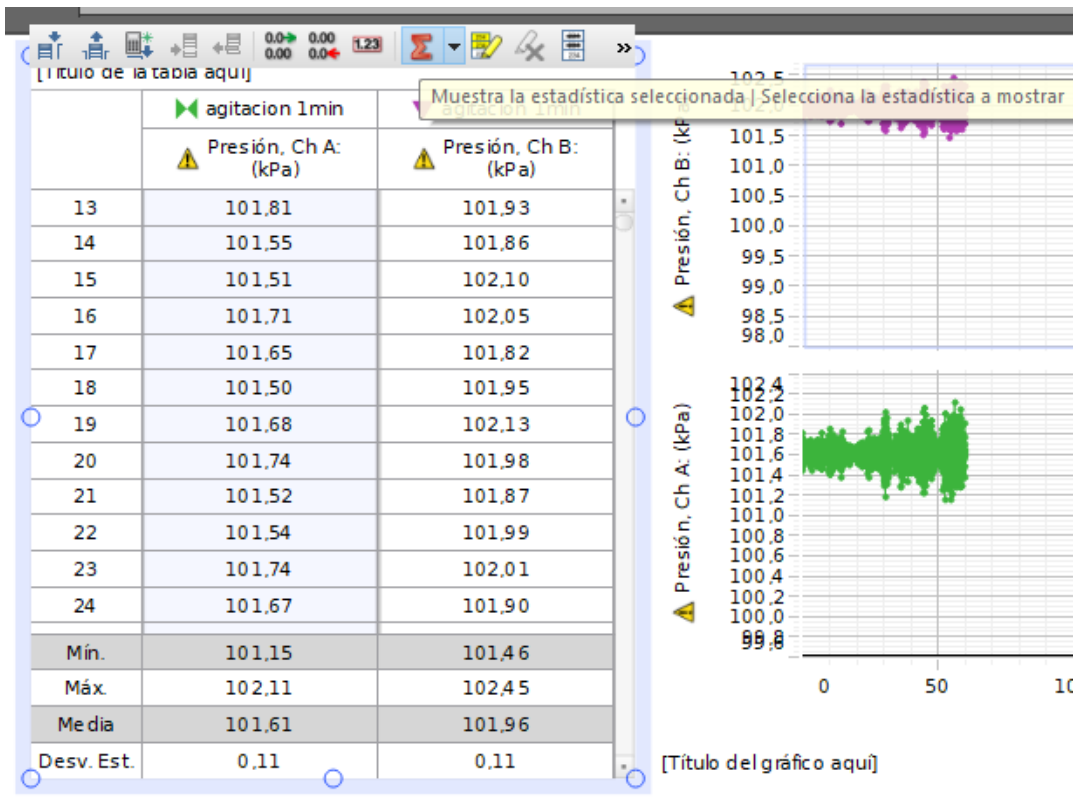 0.0 0.00
0.00 0.0
1.23
»
[Título de la tabla aquí]
Muestra la estadística seleccionada | Selecciona la estadística a mostrar
agitacion 1min agitacion 1min
Presión, Ch A: (kPa) Presión, Ch B: (kPa)
13 101,81 101,93
14 101,55 101,86
15 101,51 102,10
16 101,71 102,05
17 101,65 101,82
18 101,50 101,95
19 101,68 102,13
20 101,74 101,98
21 101,52 101,87
22 101,54 101,99
23 101,74 102,01
24 101,67 101,90
Mín. 101,15 101,46
Máx. 102,11 102,45
Media 101,61 101,96
Desv. Est. 0,11 0,11
Presión, Ch B: (kPa)
102,5
102,0
101,5
101,0
100,5
100,0
99,5
99,0
98,5
98,0
Presión, Ch A: (kPa)
102,4
102,2
102,0
101,8
101,6
101,4
101,2
101,0
100,8
100,6
100,4
100,2
100,0
0 50
[Título del gráfico aquí]